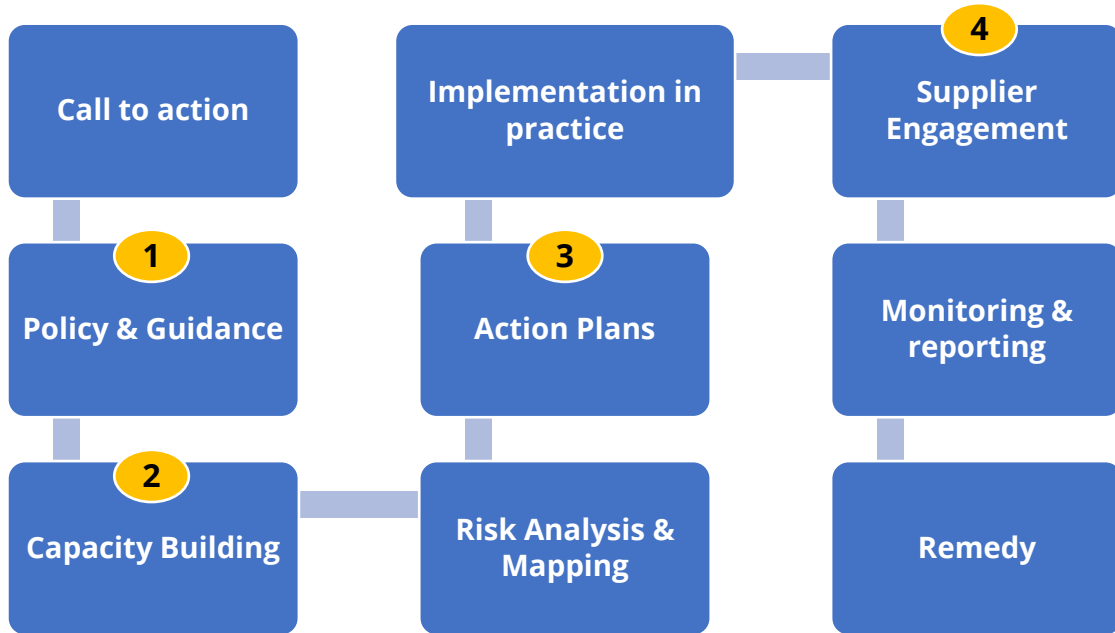 Call to action
1
Policy & Guidance
2
Capacity Building
Risk Analysis &
Mapping
3
Action Plans
Implementation in
practice
4
Supplier
Engagement
Monitoring &
reporting
Remedy